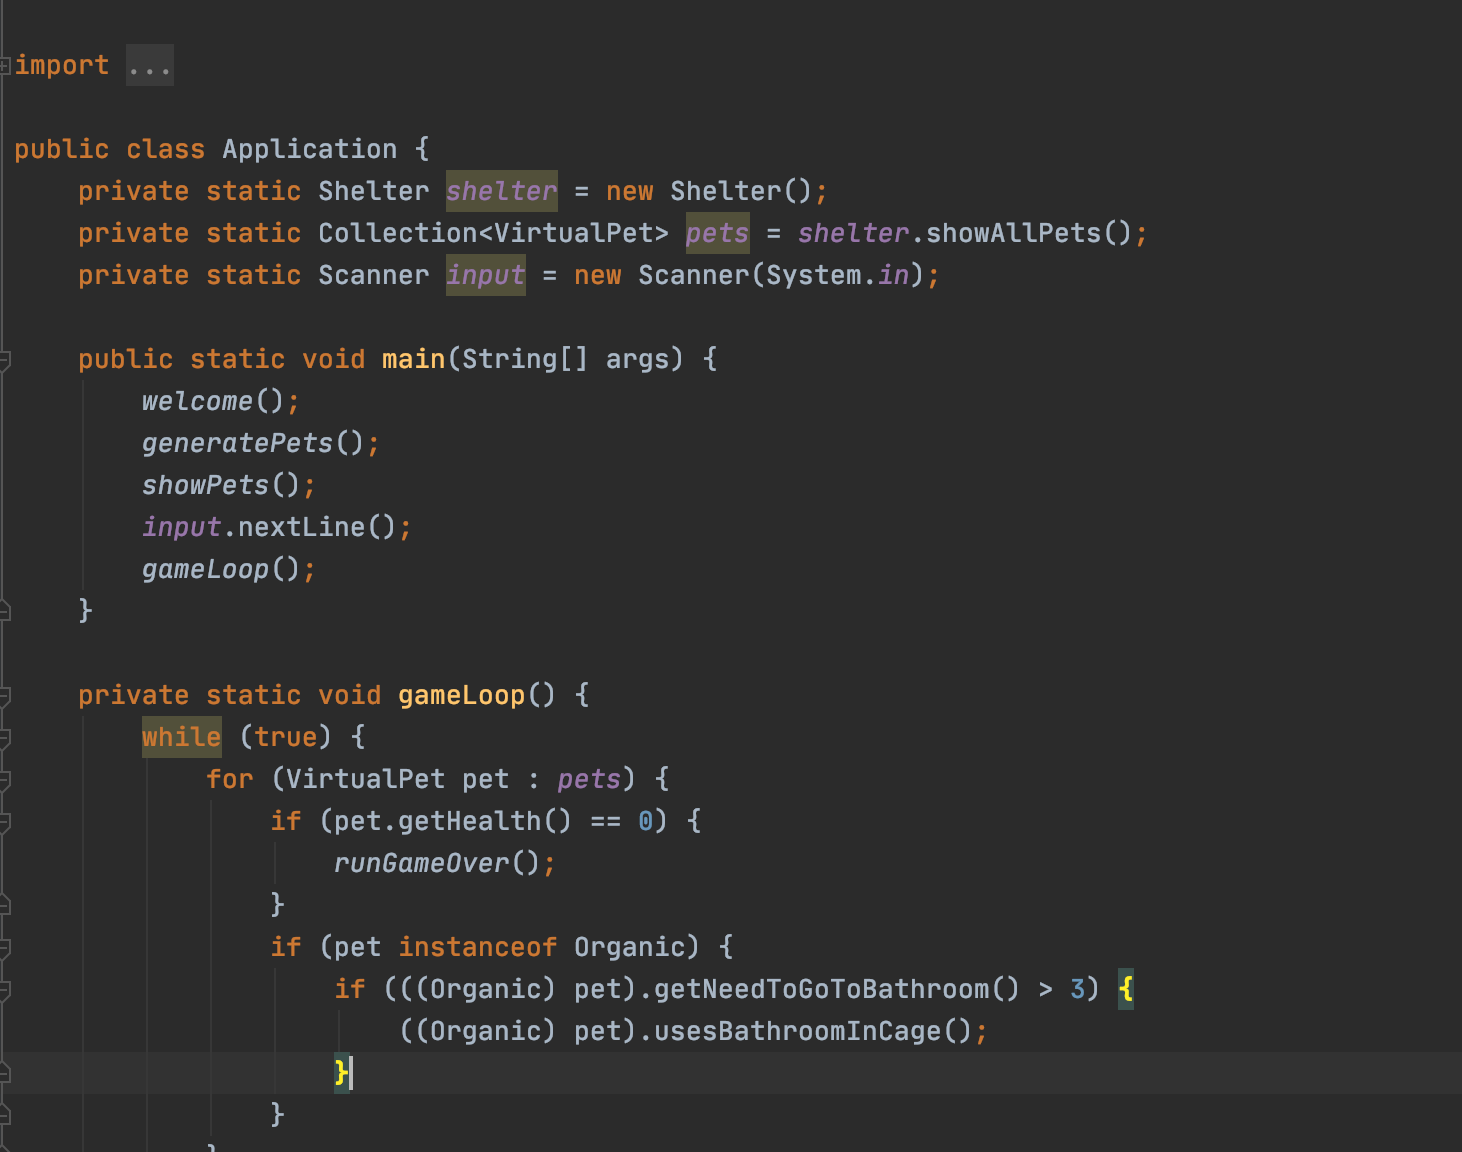 import ...
public class Application {
    private static Shelter shelter = new Shelter();
    private static Collection<VirtualPet> pets = shelter.showAllPets();
    private static Scanner input = new Scanner(System.in);
    public static void main(String[] args) {
        welcome();
        generatePets();
        showPets();
        input.nextLine();
        gameLoop();
    }
    private static void gameLoop() {
        while (true) {
            for (VirtualPet pet : pets) {
                if (pet.getHealth() == 0) {
                    runGameOver();
                }
                if (pet instanceof Organic) {
                    if (((Organic) pet).getNeedToGoToBathroom() > 3) {
                        ((Organic) pet).usesBathroomInCage();
                    }
                }
            }